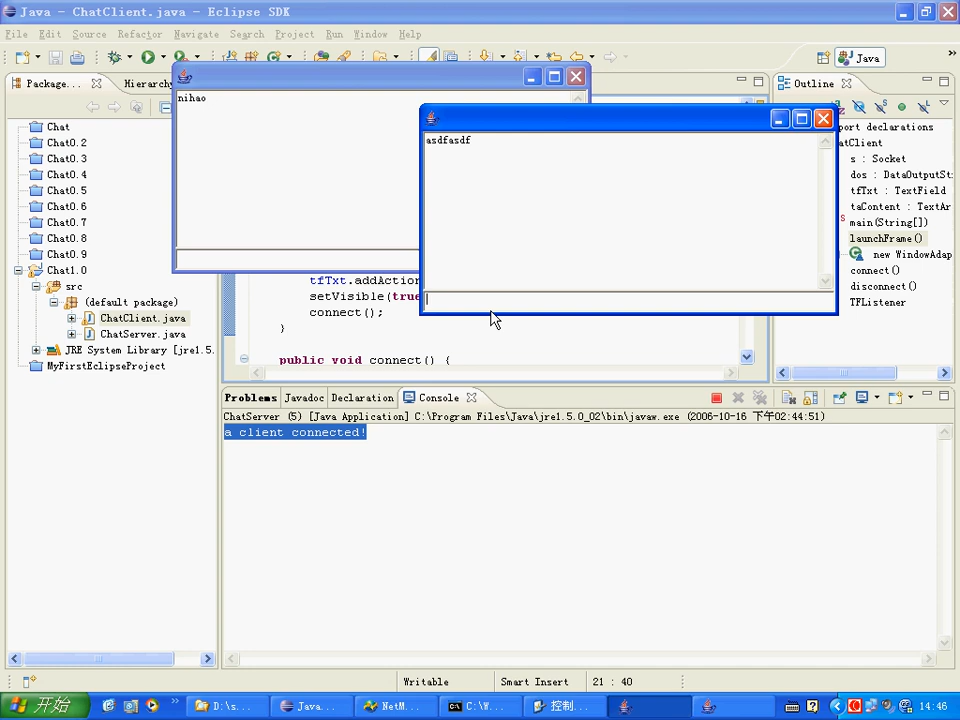 Java - ChatClient.java - Eclipse SDK
File Edit Source Refactor Navigate Search Project Run Window Help
Java
Package...
Hierarchy
Outline
nihao
asdfasdf
Chat
Chat0.2
Chat0.3
Chat0.4
Chat0.5
Chat0.6
Chat0.7
Chat0.8
Chat0.9
Chat1.0
src
(default package)
ChatClient.java
ChatServer.java
JRE System Library [jre1.5.
MyFirstEclipseProject
tfTxt.addAction
setVisible(true
connect();
}
public void connect() {
port declarations
atClient
s : Socket
dos : DataOutputSt
tfTxt : TextField
taContent : TextAr
main(String[])
launchFrame()
new WindowAdap
connect()
disconnect()
TFListener
Problems Javadoc Declaration Console
ChatServer (5) [Java Application] C:\Program Files\Java\jre1.5.0_02\bin\javaw.exe (2006-10-16 下午02:44:51)
a client connected!
Writable
Smart Insert
21 : 40
开始
D:\s...
Java...
NetM...
C:\W...
控制...
14:46